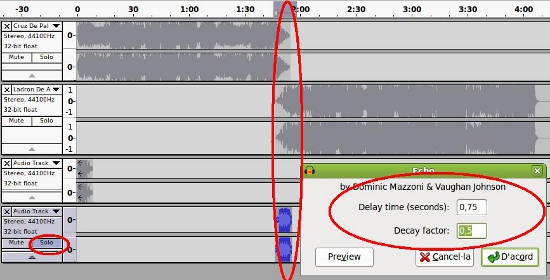 -30 0 30 1:00 1:30 2:00 2:30 3:00 3:30 4:00
Cruz De Pal
Stereo, 44100Hz
32-bit float
Mute Solo
0-
0-
Ladron De A
Stereo, 44100Hz
32-bit float
Mute Solo
1
0-
-1
1
0-
-1
Audio Track
Stereo, 44100Hz
32-bit float
0-
0-
Audio Track
Stereo, 44100Hz
32-bit float
Mute Solo
0-
Echo
by Dominic Mazzoni & Vaughan Johnson
Delay time (seconds): 0,75
Decay factor: 0,5
Preview Cancel·la D'acord